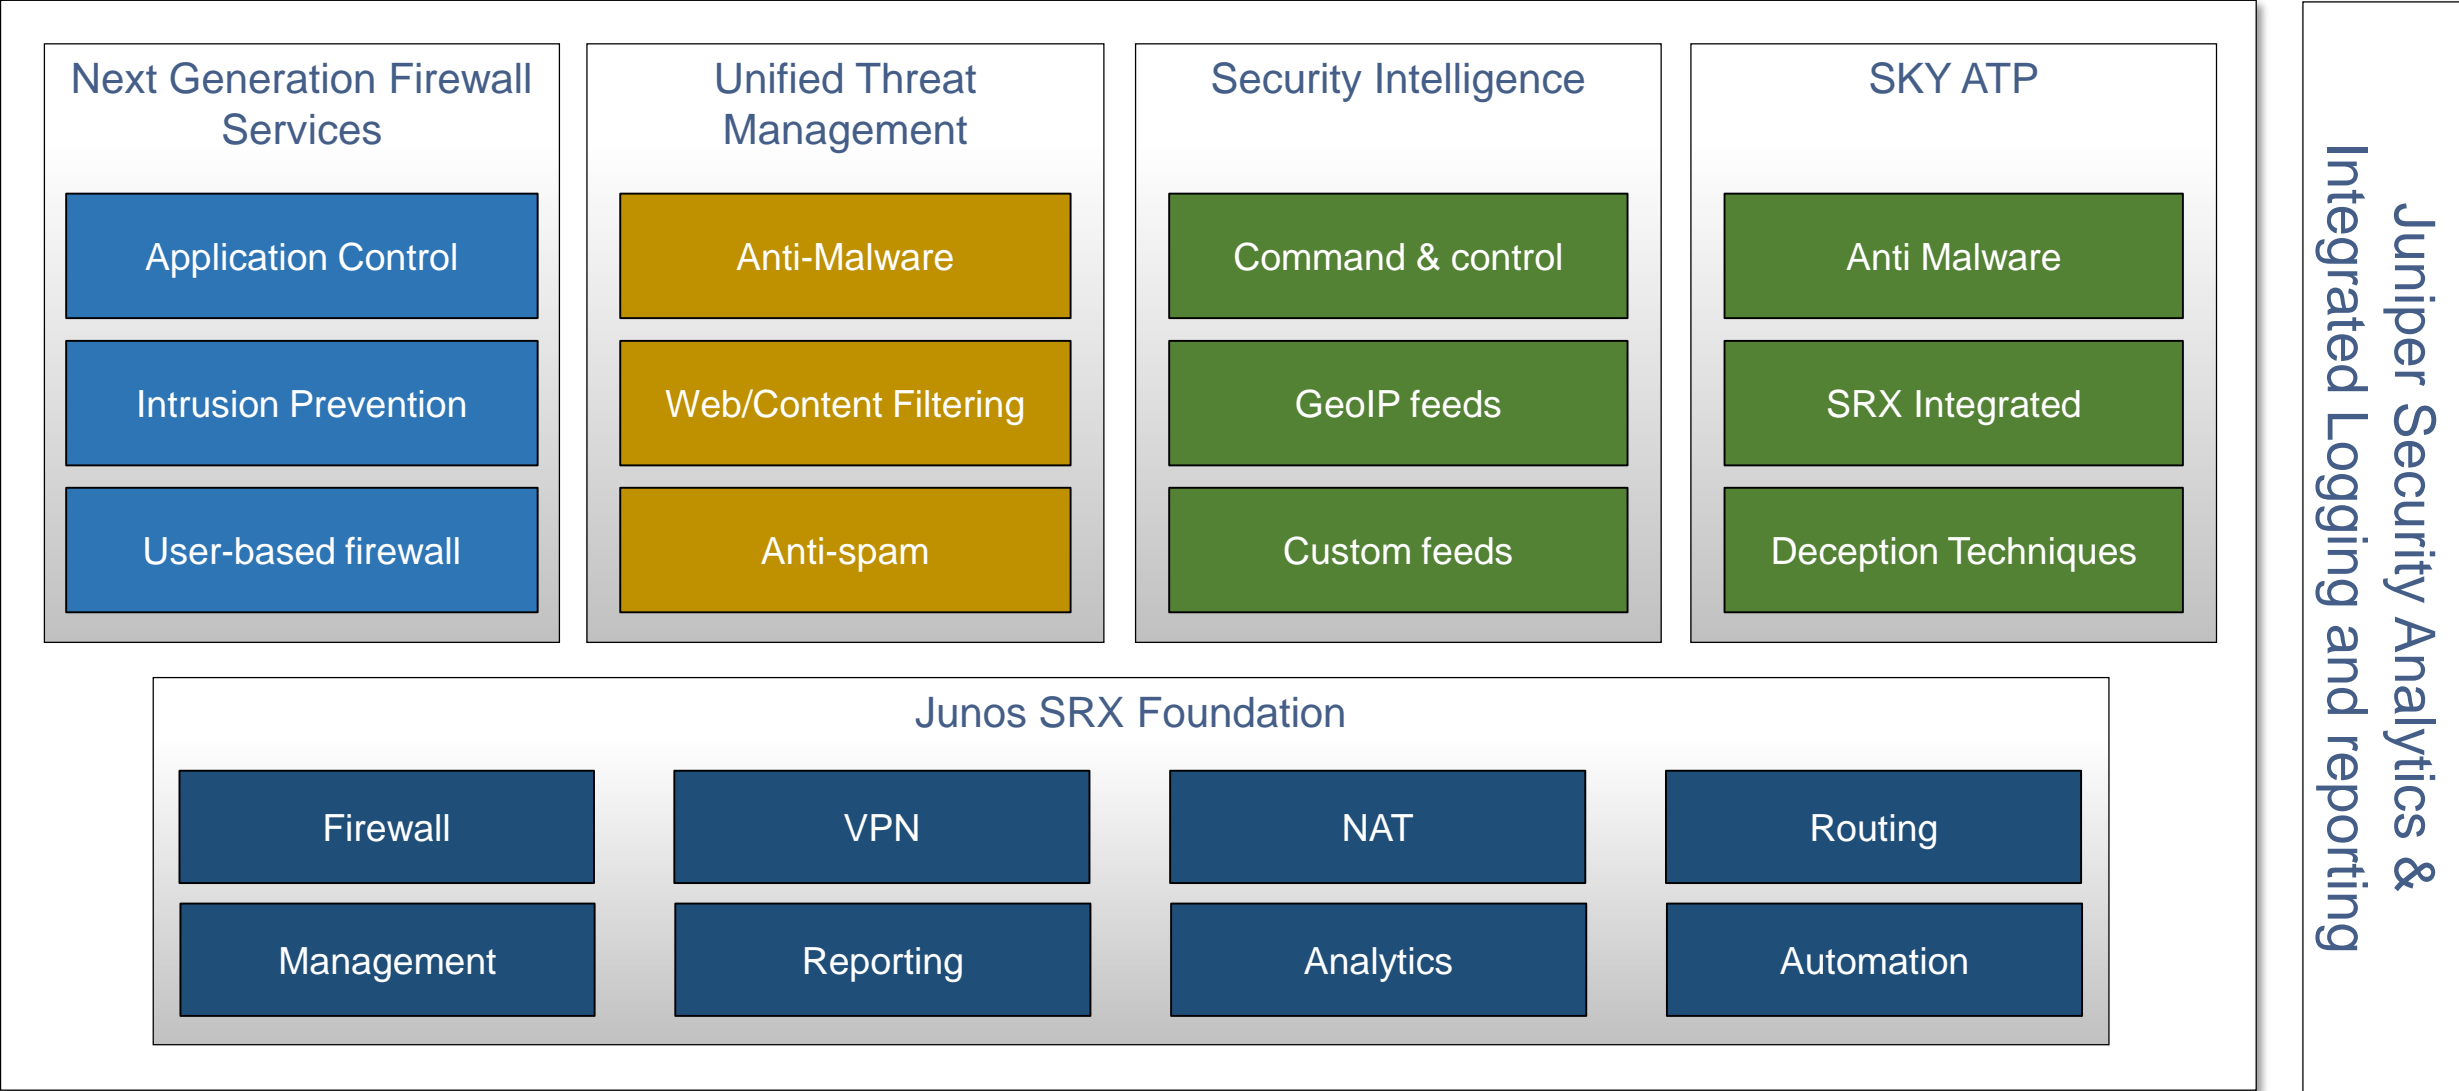 Next Generation Firewall
Services
Application Control
Intrusion Prevention
User-based firewall
Unified Threat
Management
Anti-Malware
Web/Content Filtering
Anti-spam
Security Intelligence
Command & control
GeoIP feeds
Custom feeds
SKY ATP
Anti Malware
SRX Integrated
Deception Techniques
Junos SRX Foundation
Firewall
VPN
NAT
Routing
Management
Reporting
Analytics
Automation
Juniper Security Analytics &
Integrated Logging and reporting